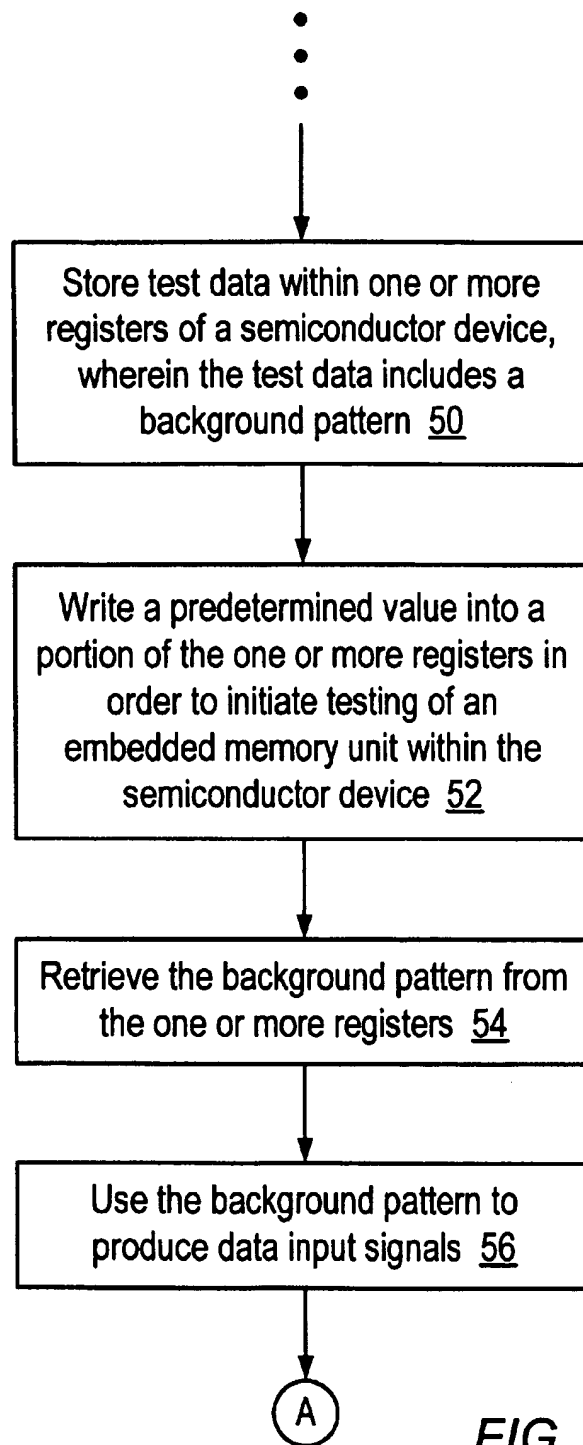 Store test data within one or more
registers of a semiconductor device,
wherein the test data includes a
background pattern 50
Write a predetermined value into a
portion of the one or more registers in
order to initiate testing of an
embedded memory unit within the
semiconductor device 52
Retrieve the background pattern from
the one or more registers 54
Use the background pattern to
produce data input signals 56
A
FIG